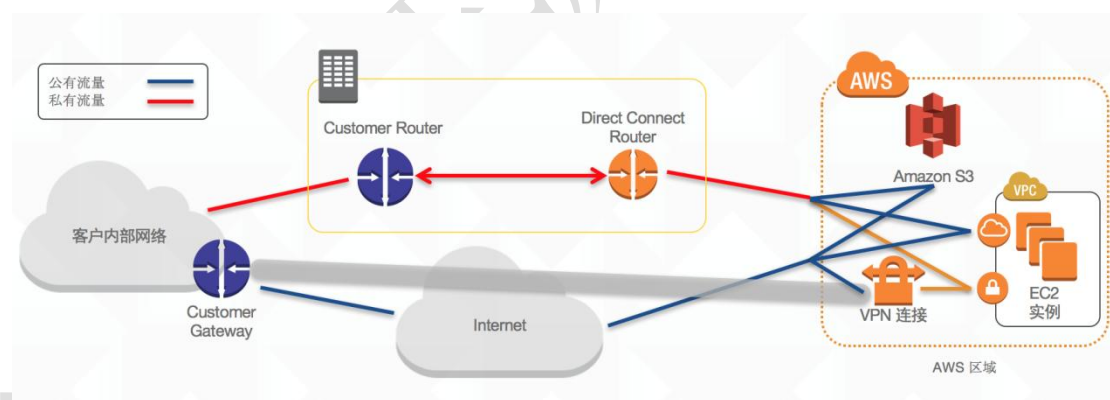 公有流量
私有流量
Customer Router
Direct Connect
Router
AWS
Amazon S3
VPC
客户内部网络
EC2
实例
Customer
Gateway
Internet
VPN 连接
AWS 区域